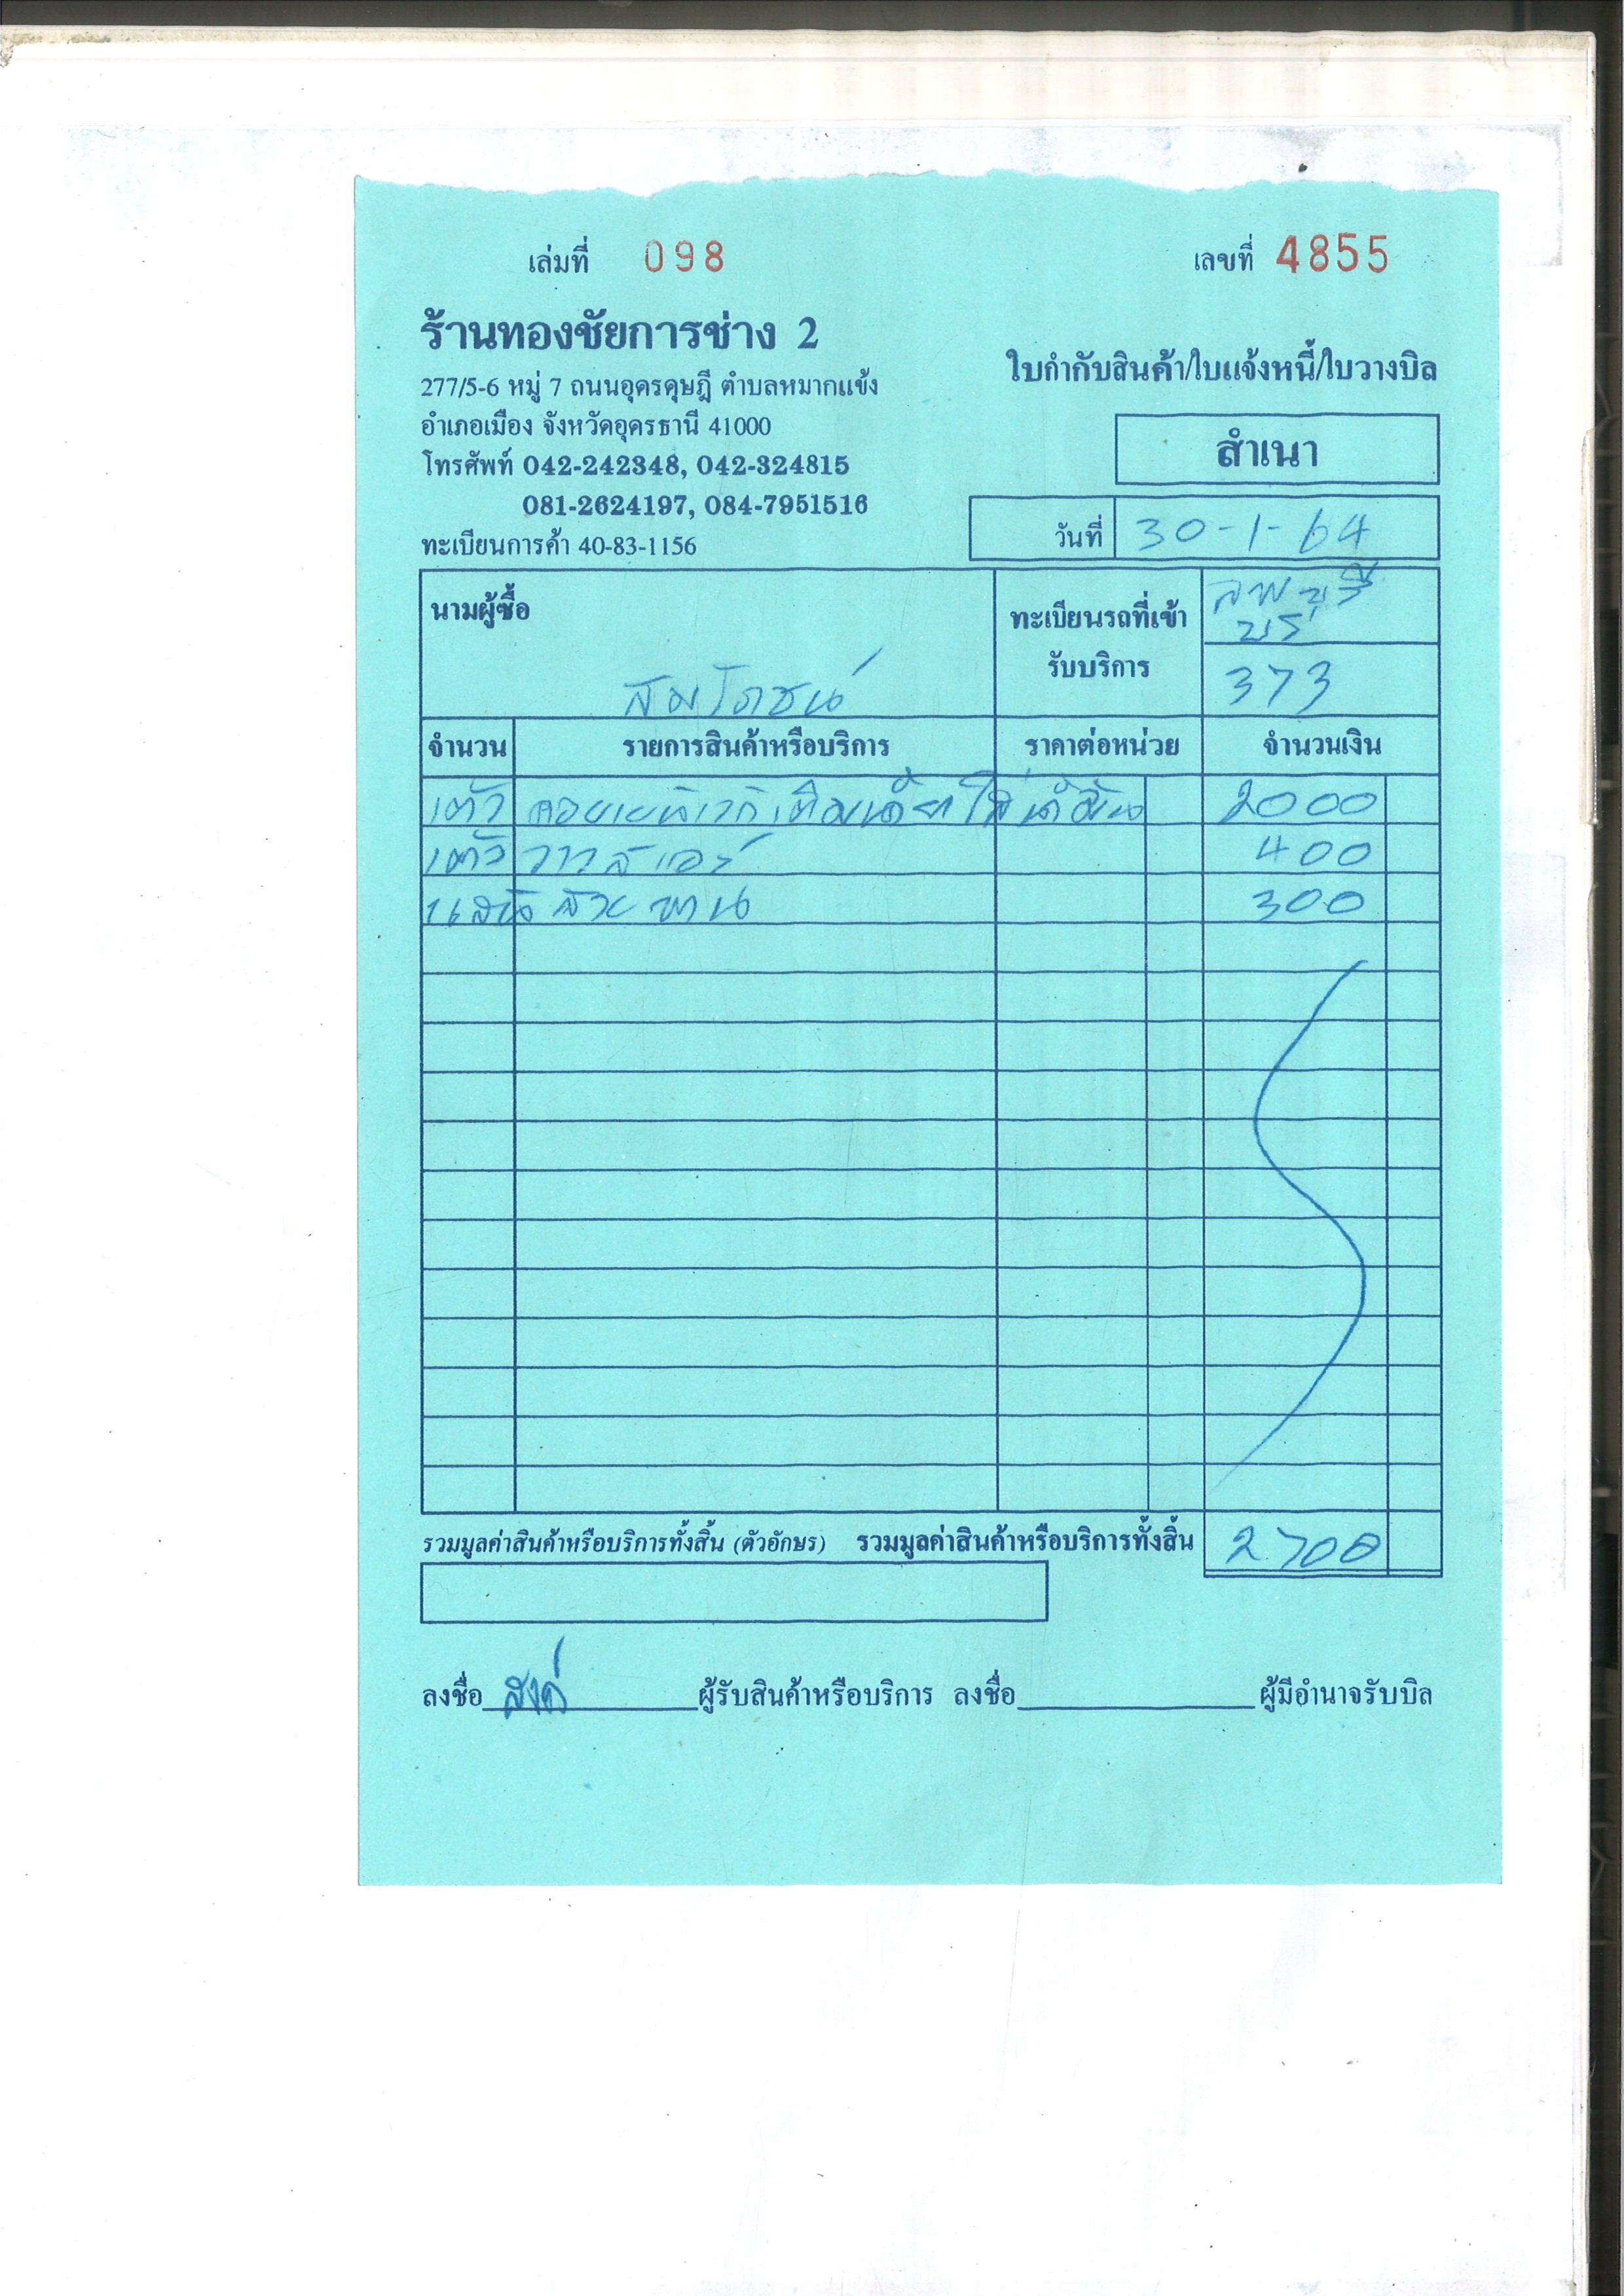 เล่มที่ 098 เลขที่ 4855
ร้านทองชัยการช่าง 2
ใบกำกับสินค้า/ใบแจ้งหนี้/ใบวางบิล
277/5-6 หมู่ 7 ถนนอุดรดุษฎี ตำบลหมากแข้ง
อำเภอเมือง จังหวัดอุดรธานี 41000
สำเนา
โทรศัพท์ 042-242348, 042-324815
081-2624197, 084-7951516
วันที่ 30-1-64
ทะเบียนการค้า 40-83-1156
นามผู้ซื้อ สมโภชน์
ทะเบียนรถที่เข้ารับบริการ ลพบุรี
373
จำนวน รายการสินค้าหรือบริการ ราคาต่อหน่วย จำนวนเงิน
1 ตัว 2000
1 ตัว วาวล์แอร์ 400
1 เส้น 300
รวมมูลค่าสินค้าหรือบริการทั้งสิ้น (ตัวอักษร) รวมมูลค่าสินค้าหรือบริการทั้งสิ้น 2700
ลงชื่อ ผู้รับสินค้าหรือบริการ ลงชื่อ ผู้มีอำนาจรับบิล